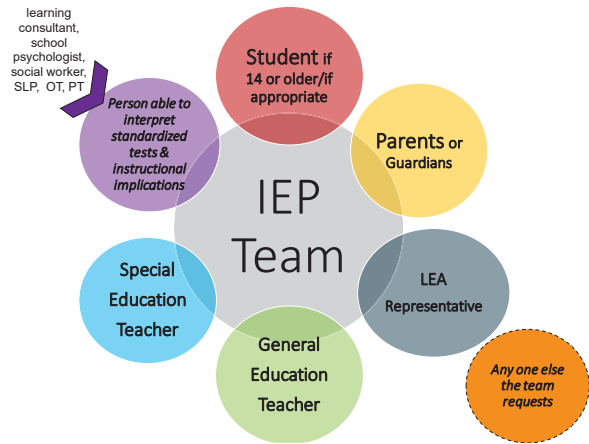 learning
consultant,
school
psychologist,
social worker,
SLP, OT, PT
Person able to
interpret
standardized
tests &
instructional
implications
Student if
14 or older/if
appropriate
Parents or
Guardians
IEP
Team
Special
Education
Teacher
LEA
Representative
General
Education
Teacher
Any one else
the team
requests